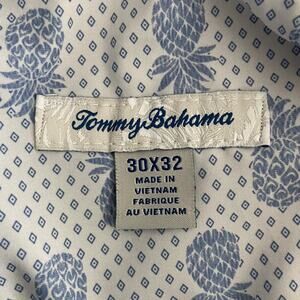 Tommy Bahama
30X32
MADE IN
VIETNAM
FABRIQUE
AU VIETNAM